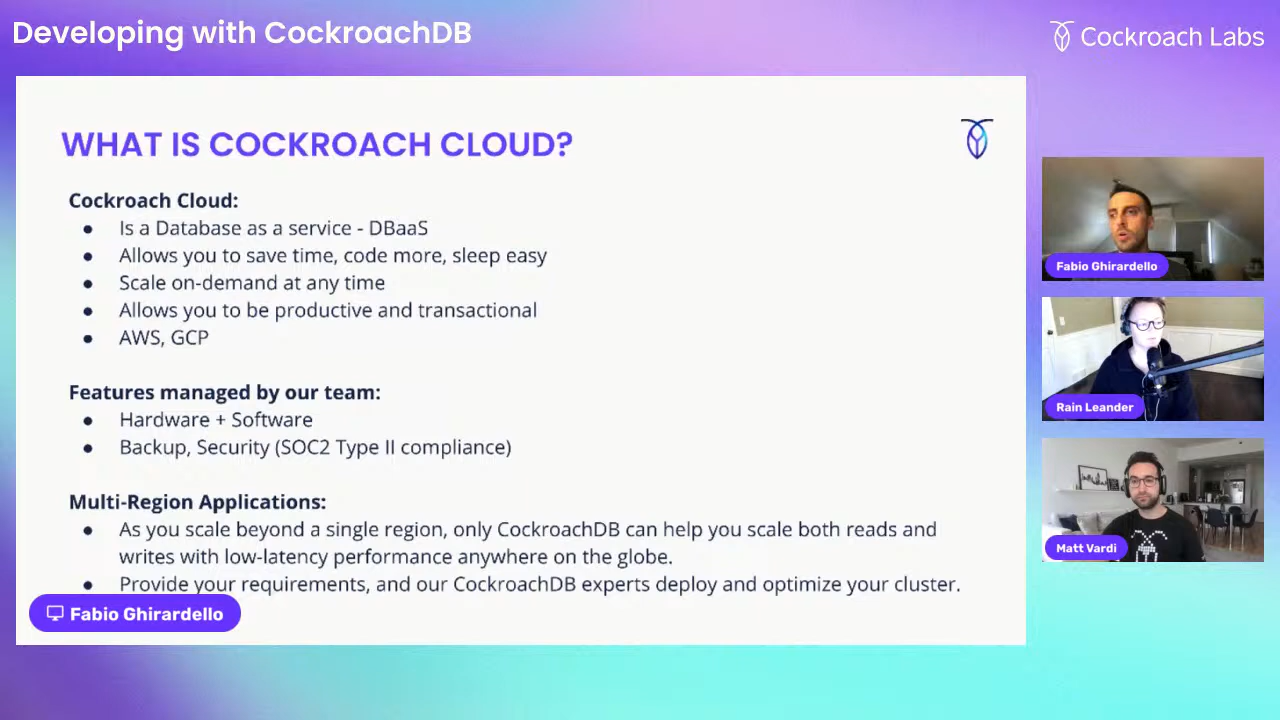 Developing with CockroachDB
Cockroach Labs
WHAT IS COCKROACH CLOUD?
Cockroach Cloud:
● Is a Database as a service - DBaaS
● Allows you to save time, code more, sleep easy
● Scale on-demand at any time
● Allows you to be productive and transactional
● AWS, GCP
Features managed by our team:
● Hardware + Software
● Backup, Security (SOC2 Type II compliance)
Multi-Region Applications:
● As you scale beyond a single region, only CockroachDB can help you scale both reads and
writes with low-latency performance anywhere on the globe.
● Provide your requirements, and our CockroachDB experts deploy and optimize your cluster.
Fabio Ghirardello
Fabio Ghirardello
Rain Leander
Matt Vardi